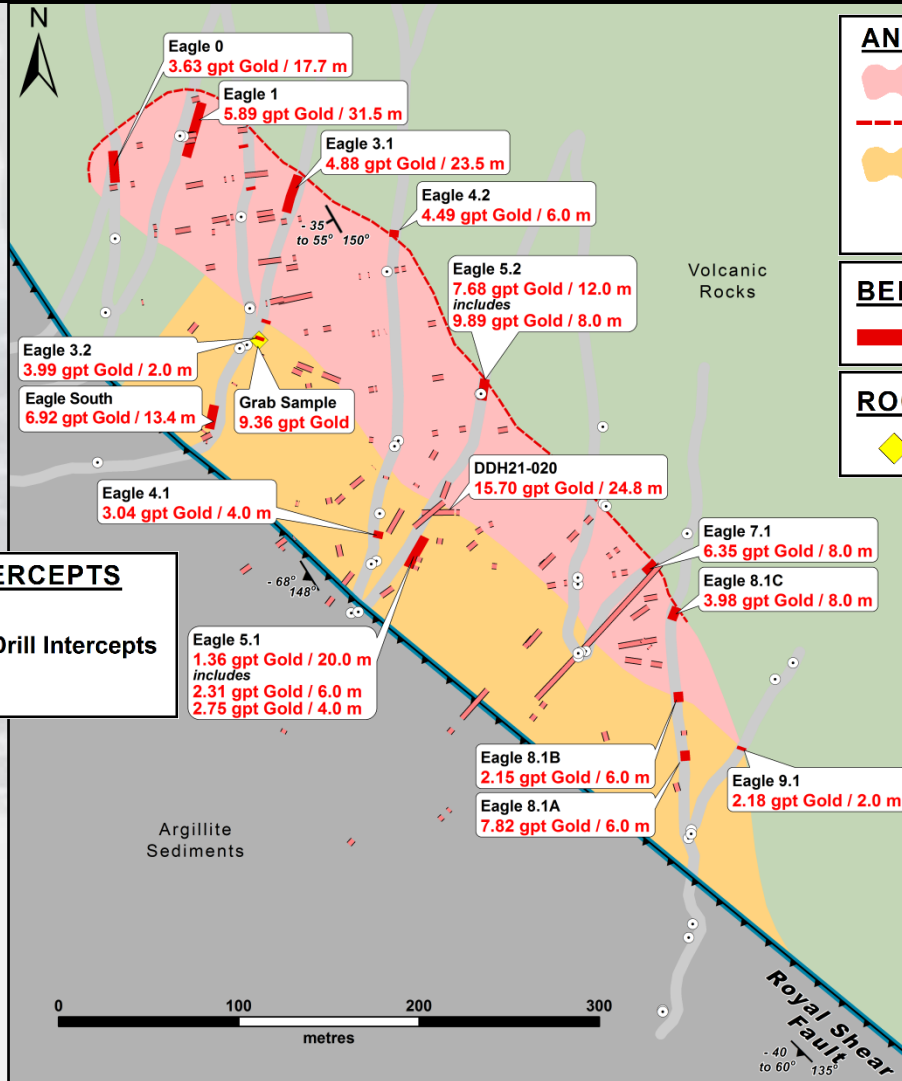 N
Eagle 0
3.63 gpt Gold / 17.7 m
Eagle 1
5.89 gpt Gold / 31.5 m
Eagle 3.1
4.88 gpt Gold / 23.5 m
Eagle 4.2
4.49 gpt Gold / 6.0 m
- 35
to 55° 150°
Eagle 5.2
7.68 gpt Gold / 12.0 m
includes
9.89 gpt Gold / 8.0 m
Volcanic
Rocks
AN
BE
RO
Eagle 3.2
3.99 gpt Gold / 2.0 m
Eagle South
6.92 gpt Gold / 13.4 m
Grab Sample
9.36 gpt Gold
DDH21-020
15.70 gpt Gold / 24.8 m
Eagle 4.1
3.04 gpt Gold / 4.0 m
Eagle 7.1
6.35 gpt Gold / 8.0 m
Eagle 8.1C
3.98 gpt Gold / 8.0 m
- 68°
148°
ERCEPTS
Drill Intercepts
Eagle 5.1
1.36 gpt Gold / 20.0 m
includes
2.31 gpt Gold / 6.0 m
2.75 gpt Gold / 4.0 m
Eagle 8.1B
2.15 gpt Gold / 6.0 m
Eagle 8.1A
7.82 gpt Gold / 6.0 m
Eagle 9.1
2.18 gpt Gold / 2.0 m
Argillite
Sediments
Royal Shear
Fault
- 40
to 60° 135°
0 100 200 300
metres